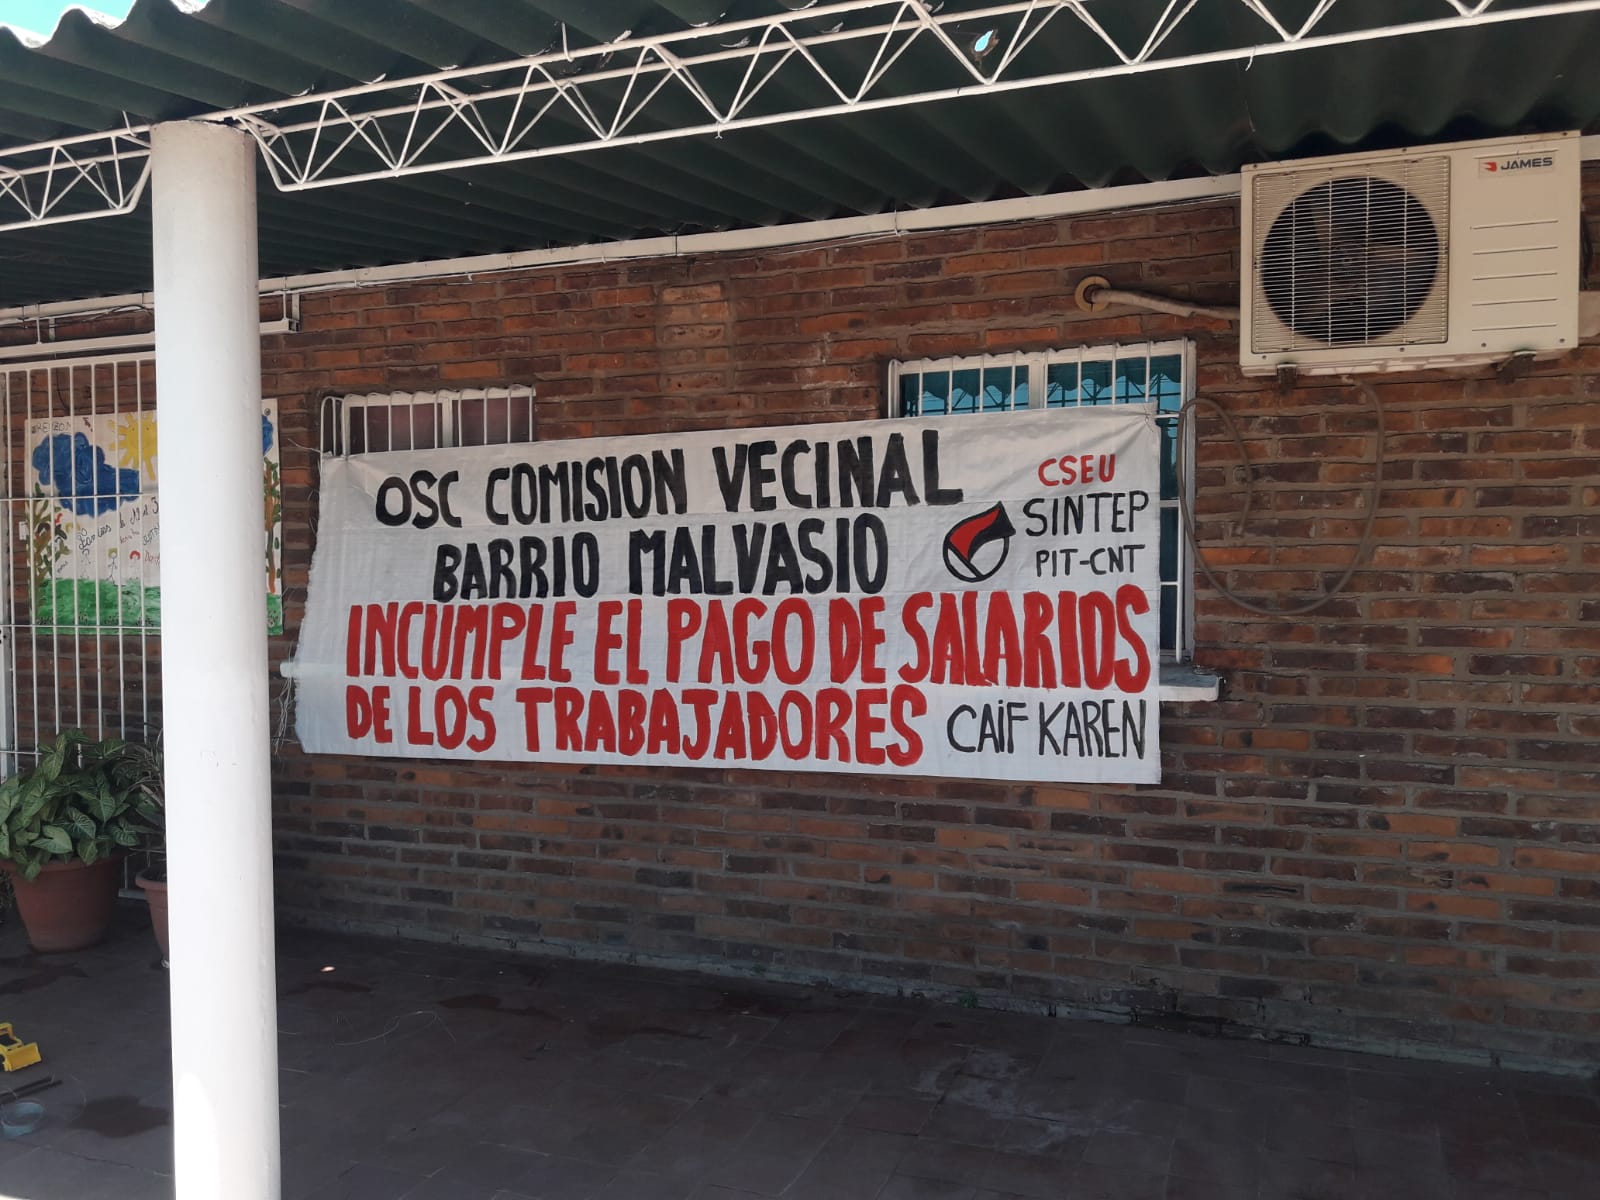 JAMES
OSC COMISION VECINAL
BARRIO MALVASIO
CSEU
SINTEP
PIT-CNT
INCUMPLE EL PAGO DE SALARIOS
DE LOS TRABAJADORES
CAiF KAREN